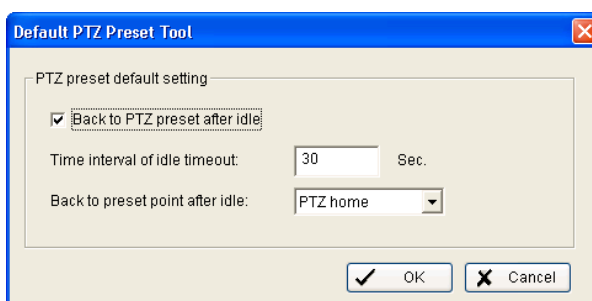 Default PTZ Preset Tool
PTZ preset default setting
Back to PTZ preset after idle
Time interval of idle timeout: 30 Sec.
Back to preset point after idle: PTZ home
OK Cancel